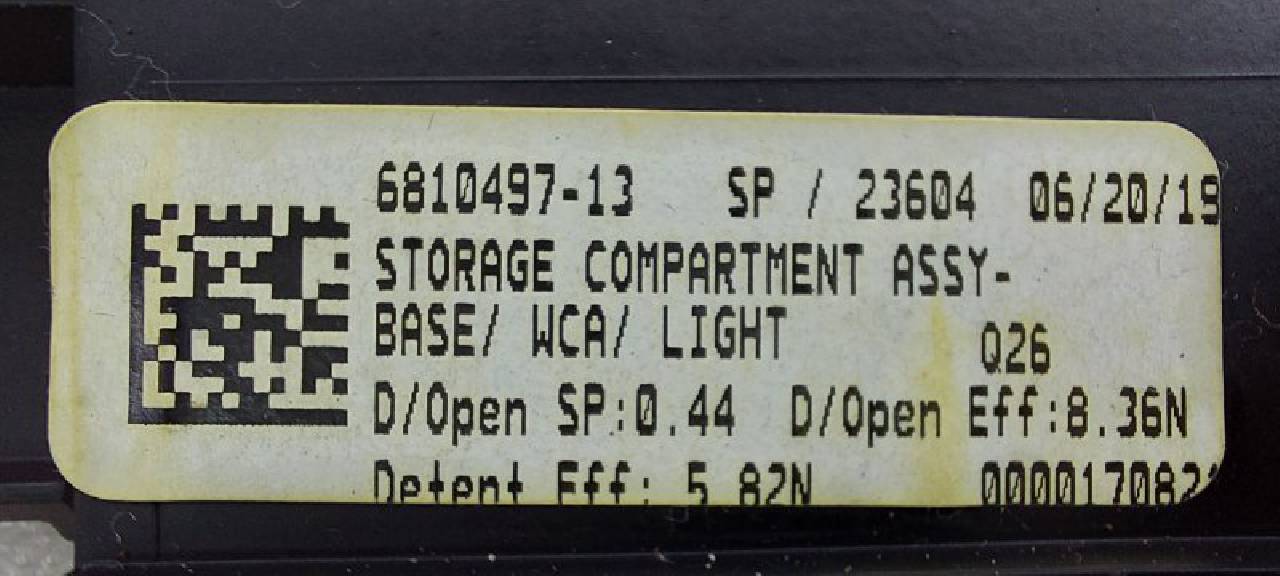 6810497-13 SP / 23604 06/20/19
STORAGE COMPARTMENT ASSY-
BASE/ WCA/ LIGHT Q26
D/Open SP:0.44 D/Open Eff:8.36N
Detent Eff: 5.82N